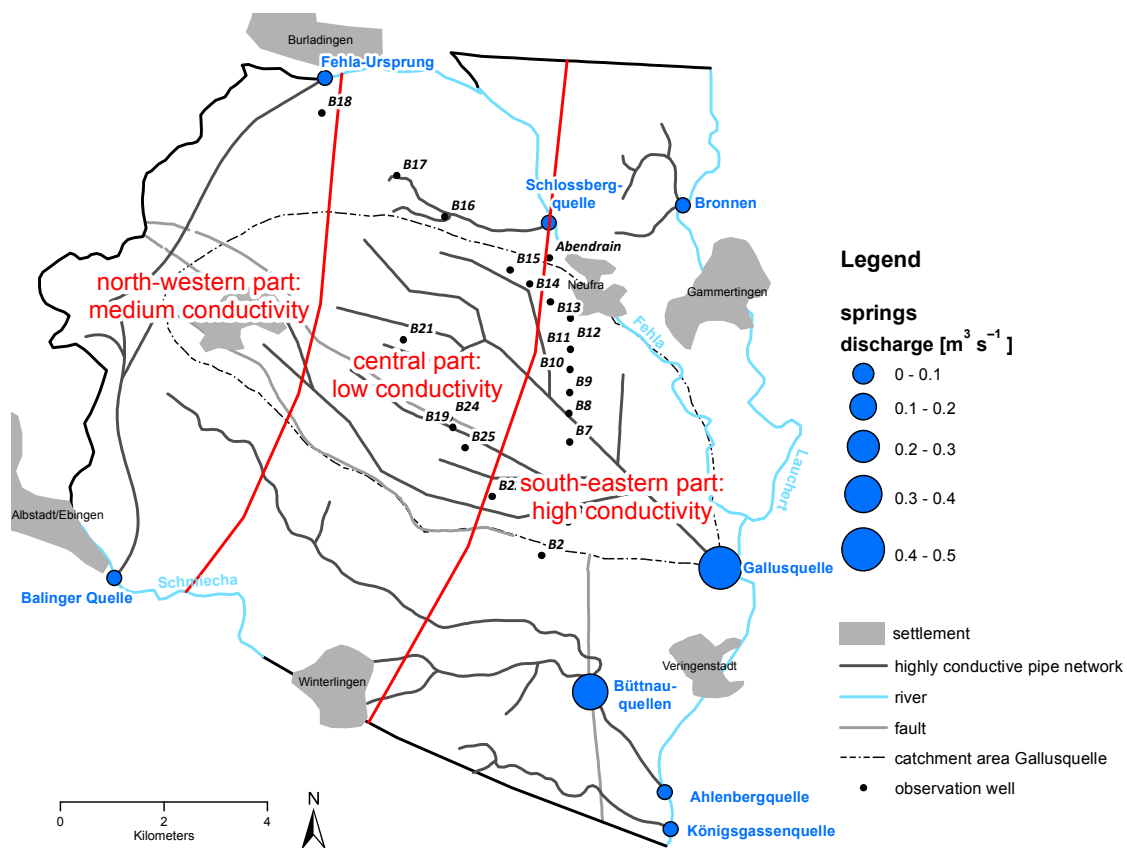 Burladingen
Fehla-Ursprung
B18
B17
B16
Schlossberg-
quelle
Bronnen
Abendrain
B15
B14
Neufra
Gammertingen
B13
north-western part:
medium conductivity
B21
B11
B12
Fehla
central part:
low conductivity
B10
B9
B24
B8
B19
B7
B25
Lauchert
south-eastern part:
high conductivity
Albstadt/Ebingen
B2
Gallusquelle
Balinger Quelle
Schmiecha
Winterlingen
Veringenstadt
Büttnau-
quellen
Ahlenbergquelle
Königsgassenquelle
0 2 4
Kilometers
N
Legend
springs
discharge [m³ s⁻¹ ]
0 - 0.1
0.1 - 0.2
0.2 - 0.3
0.3 - 0.4
0.4 - 0.5
settlement
highly conductive pipe network
river
fault
catchment area Gallusquelle
observation well